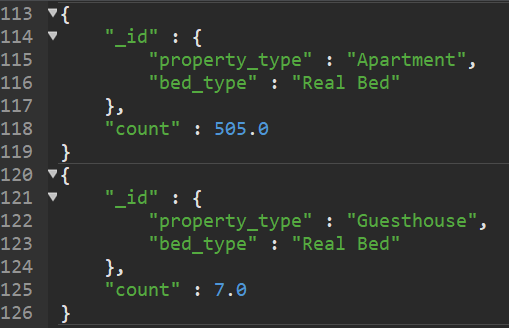 113 {
114     "_id" : {
115         "property_type" : "Apartment",
116         "bed_type" : "Real Bed"
117     },
118     "count" : 505.0
119 }
120 {
121     "_id" : {
122         "property_type" : "Guesthouse",
123         "bed_type" : "Real Bed"
124     },
125     "count" : 7.0
126 }